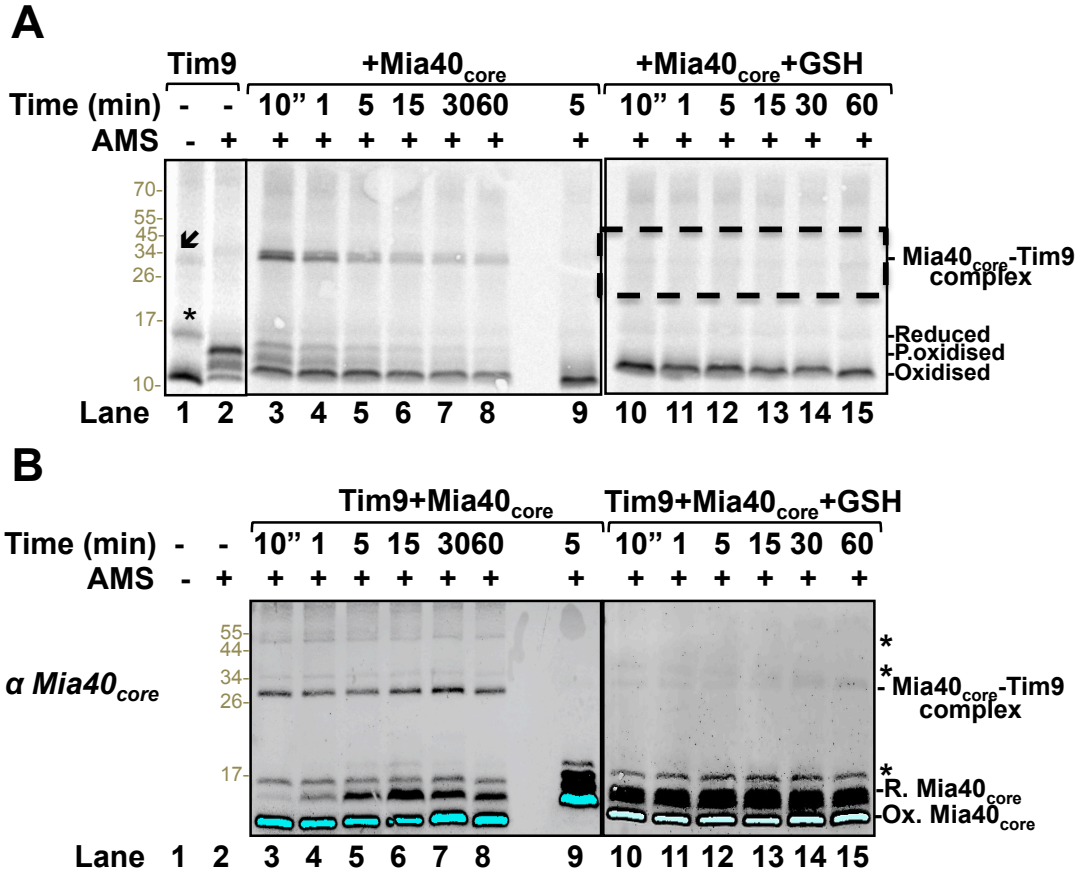 A
Tim9 +Mia40core +Mia40core+GSH
Time (min) - - 10” 1 5 15 30 60 5 10” 1 5 15 30 60
AMS - + + + + + + + + + + + + + +
70-
55-
45-
34-
26-
17-
10-
*
- Mia40core-Tim9
complex
-Reduced
-P.oxidised
-Oxidised
Lane 1 2 3 4 5 6 7 8 9 10 11 12 13 14 15
B
Tim9+Mia40core Tim9+Mia40core+GSH
Time (min) - - 10” 1 5 15 30 60 5 10” 1 5 15 30 60
AMS - + + + + + + + + + + + + + +
α Mia40core
55-
44-
34-
26-
17-
*
*
- Mia40core-Tim9
complex
*
-R. Mia40core
-Ox. Mia40core
Lane 1 2 3 4 5 6 7 8 9 10 11 12 13 14 15